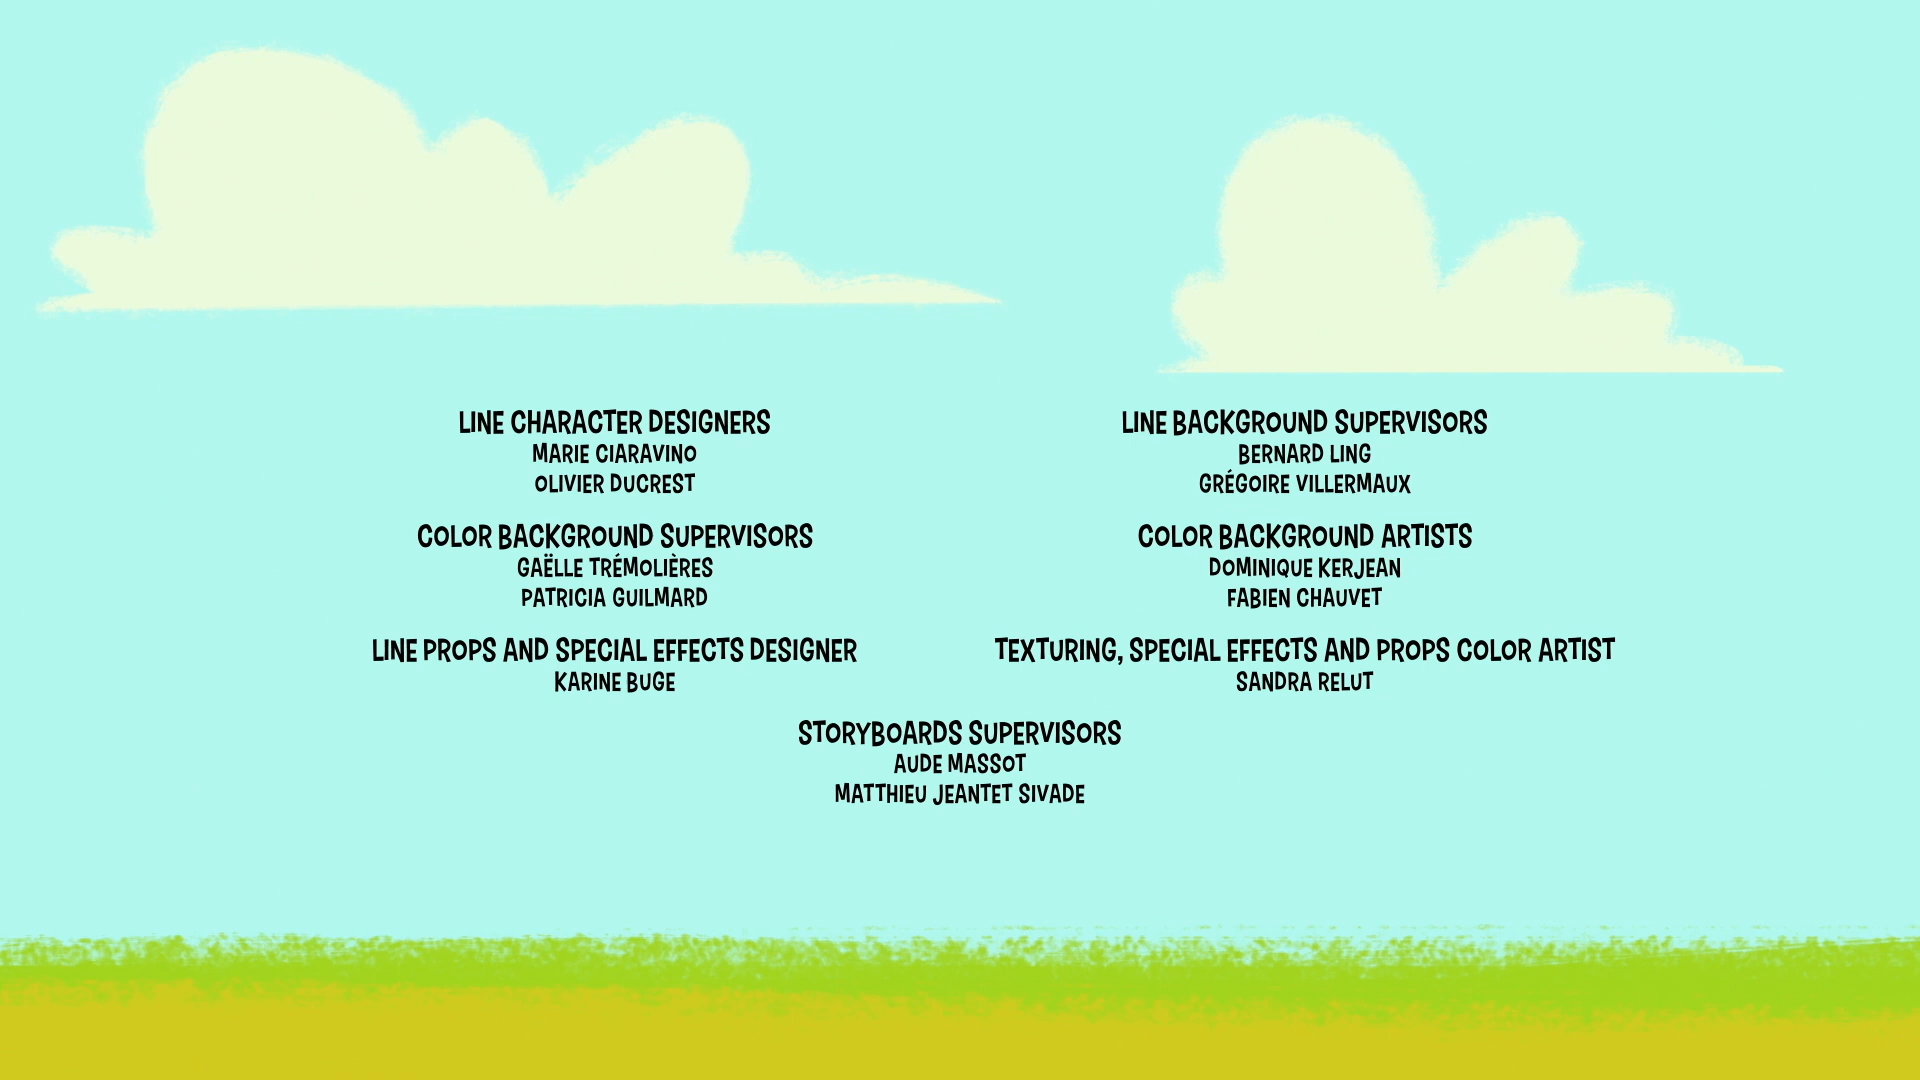 LINE CHARACTER DESIGNERS
MARIE CIARAVINO
OLIVIER DUCREST
LINE BACKGROUND SUPERVISORS
BERNARD LING
GRÉGOIRE VILLERMAUX
COLOR BACKGROUND SUPERVISORS
GAËLLE TRÉMOLIÈRES
PATRICIA GUILMARD
COLOR BACKGROUND ARTISTS
DOMINIQUE KERJEAN
FABIEN CHAUVET
LINE PROPS AND SPECIAL EFFECTS DESIGNER
KARINE BUGE
TEXTURING, SPECIAL EFFECTS AND PROPS COLOR ARTIST
SANDRA RELUT
STORYBOARDS SUPERVISORS
AUDE MASSOT
MATTHIEU JEANTET SIVADE